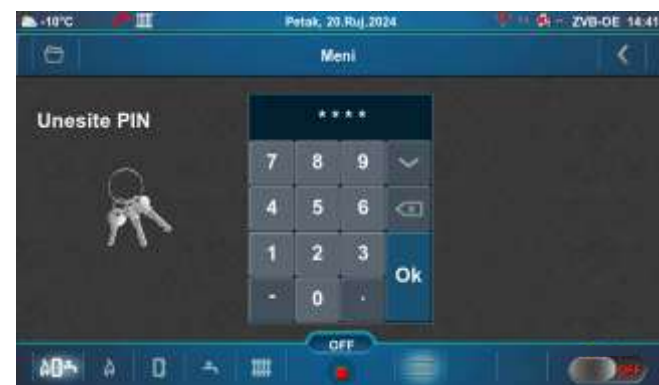 -10°C Petak, 20.Ruj.2024 ZVB-OE 14:41
Meni
Unesite PIN
****
7 8 9
4 5 6
1 2 3
Ok
- 0 .
OFF
OFF